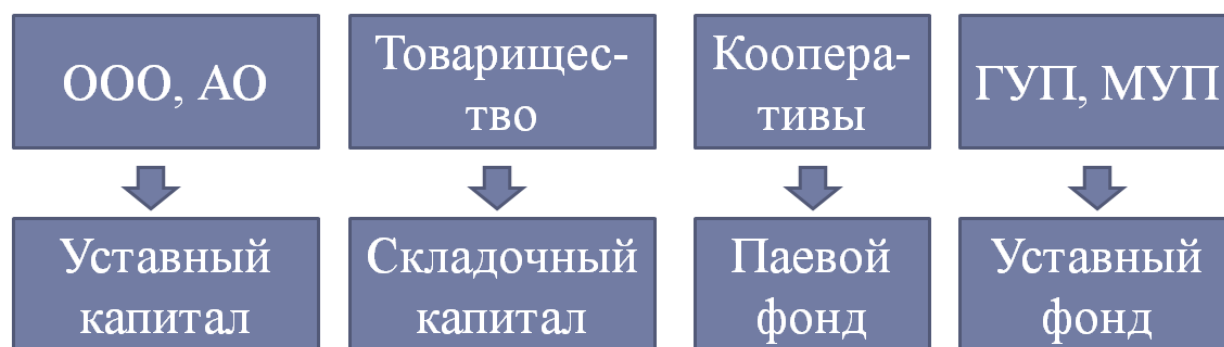 ООО, АО
Товарищес-
тво
Коопера-
тивы
ГУП, МУП
Уставный
капитал
Складочный
капитал
Паевой
фонд
Уставный
фонд